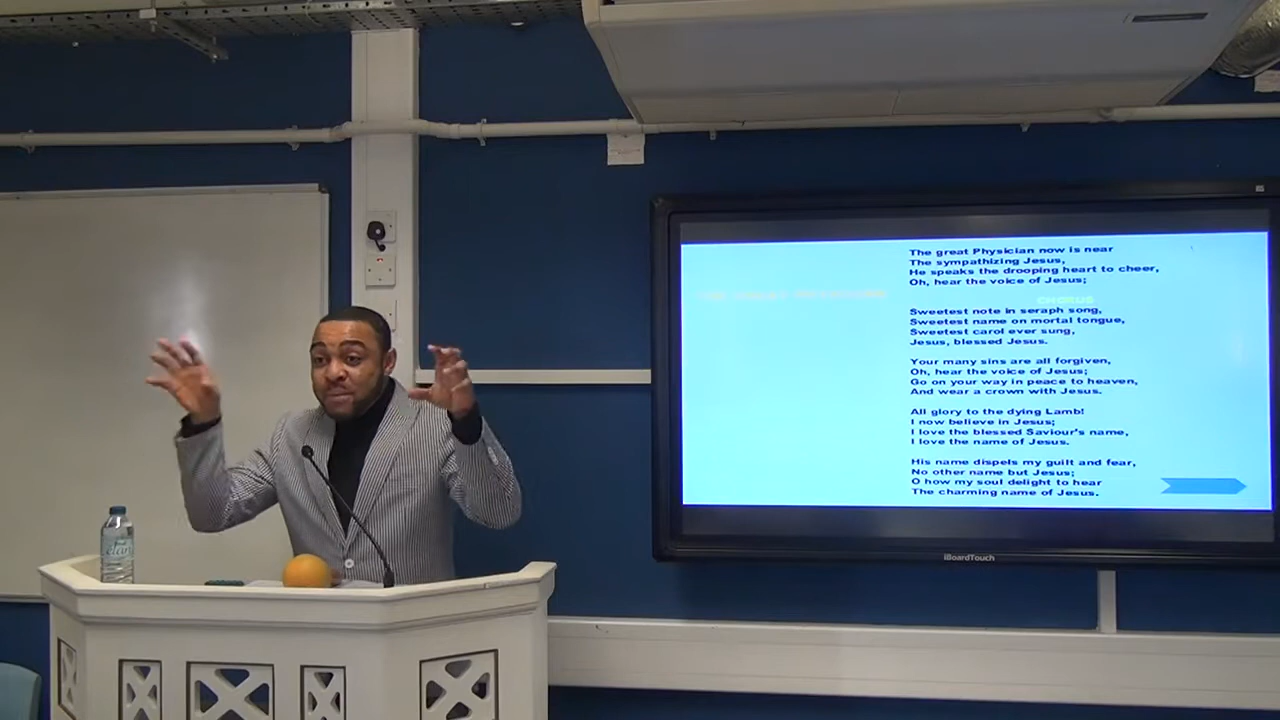 The great Physician now is near
The sympathizing Jesus,
He speaks the drooping heart to cheer,
Oh, hear the voice of Jesus;
CHORUS
Sweetest note in seraph song,
Sweetest name on mortal tongue,
Sweetest carol ever sung,
Jesus, blessed Jesus.
Your many sins are all forgiven,
Oh, hear the voice of Jesus;
Go on your way in peace to heaven,
And wear a crown with Jesus.
All glory to the dying Lamb!
I now believe in Jesus;
I love the blessed Saviour's name,
I love the name of Jesus.
His name dispels my guilt and fear,
No other name but Jesus;
O how my soul delight to hear
The charming name of Jesus.
iBoardTouch